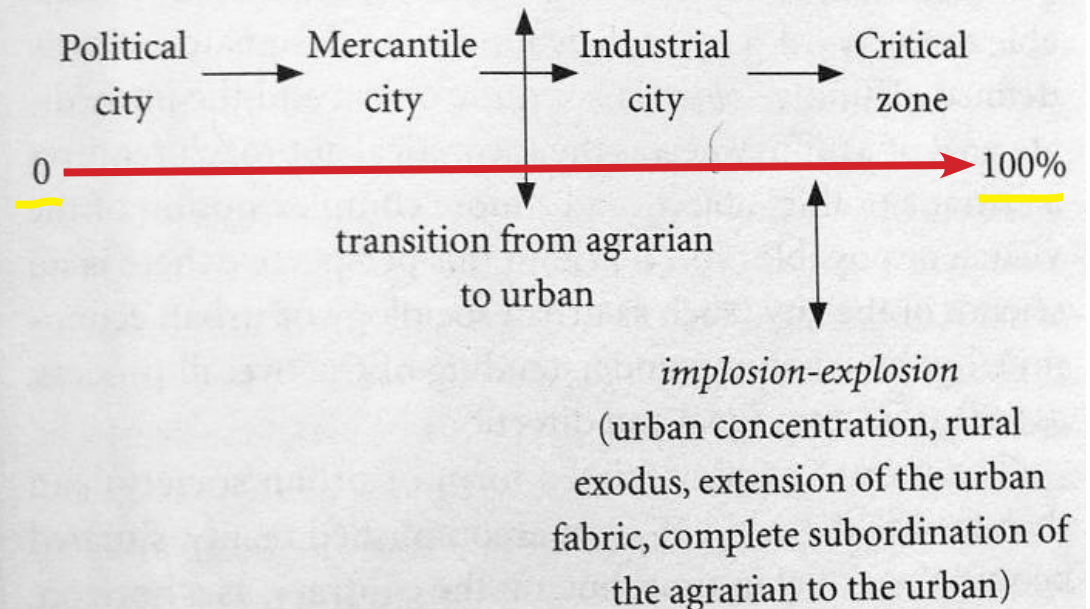 Political Mercantile Industrial Critical
city city city zone
0 100%
transition from agrarian
to urban
implosion-explosion
(urban concentration, rural
exodus, extension of the urban
fabric, complete subordination of
the agrarian to the urban)